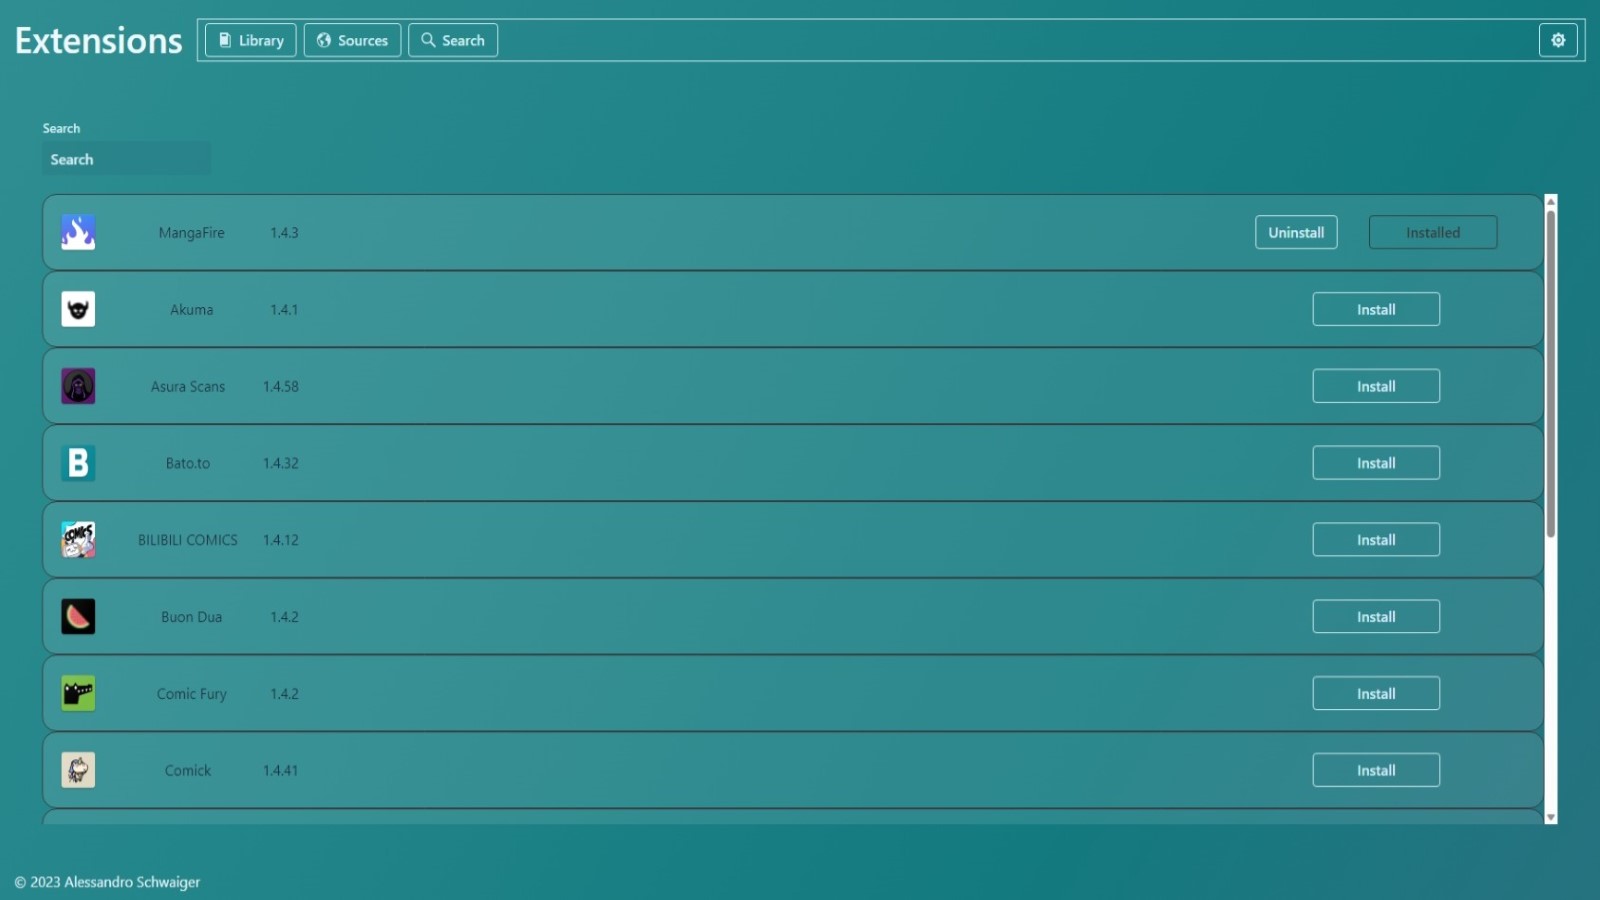 Extensions Library Sources Search
Search
Search
MangaFire 1.4.3 Uninstall Installed
Akuma 1.4.1 Install
Asura Scans 1.4.58 Install
B Bato.to 1.4.32 Install
COMICS BILIBILI COMICS 1.4.12 Install
Buon Dua 1.4.2 Install
Comic Fury 1.4.2 Install
Comick 1.4.41 Install
© 2023 Alessandro Schwaiger